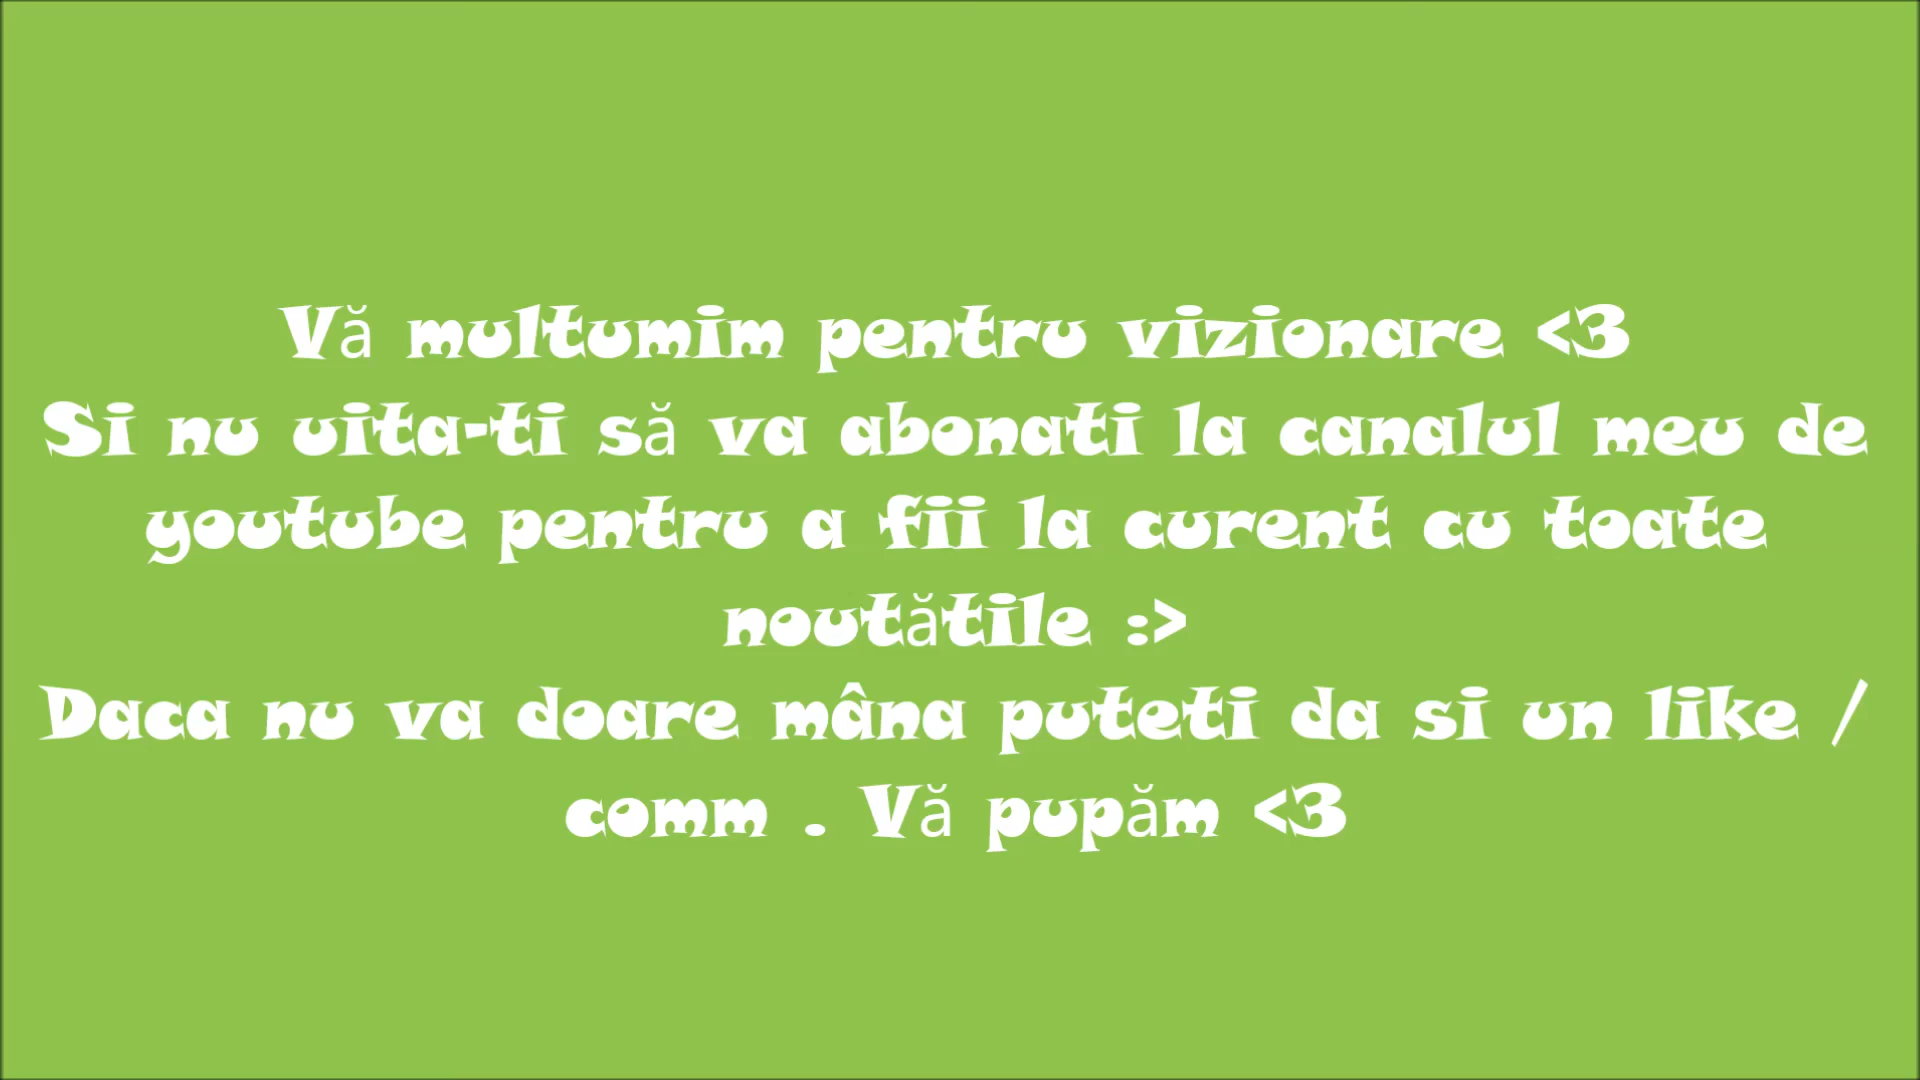 Vă multumim pentru vizionare <3
Si nu uita-ti să va abonati la canalul meu de
youtube pentru a fii la curent cu toate
noutătile :>
Daca nu va doare mâna puteti da si un like /
comm . Vă pupăm <3